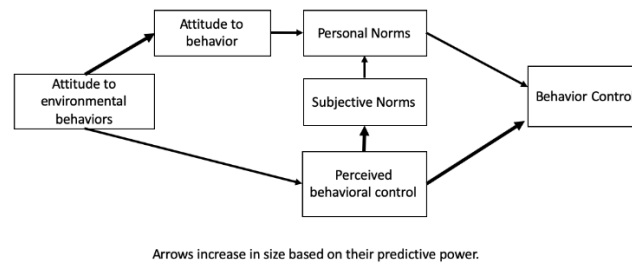 Attitude to
behavior
Personal Norms
Attitude to
environmental
behaviors
Subjective Norms
Behavior Control
Perceived
behavioral control
Arrows increase in size based on their predictive power.